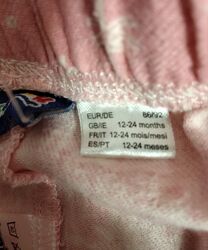 EUR/DE 86/92
GB/IE 12-24 months
FR/IT 12-24 mois/mesi
ES/PT 12-24 meses